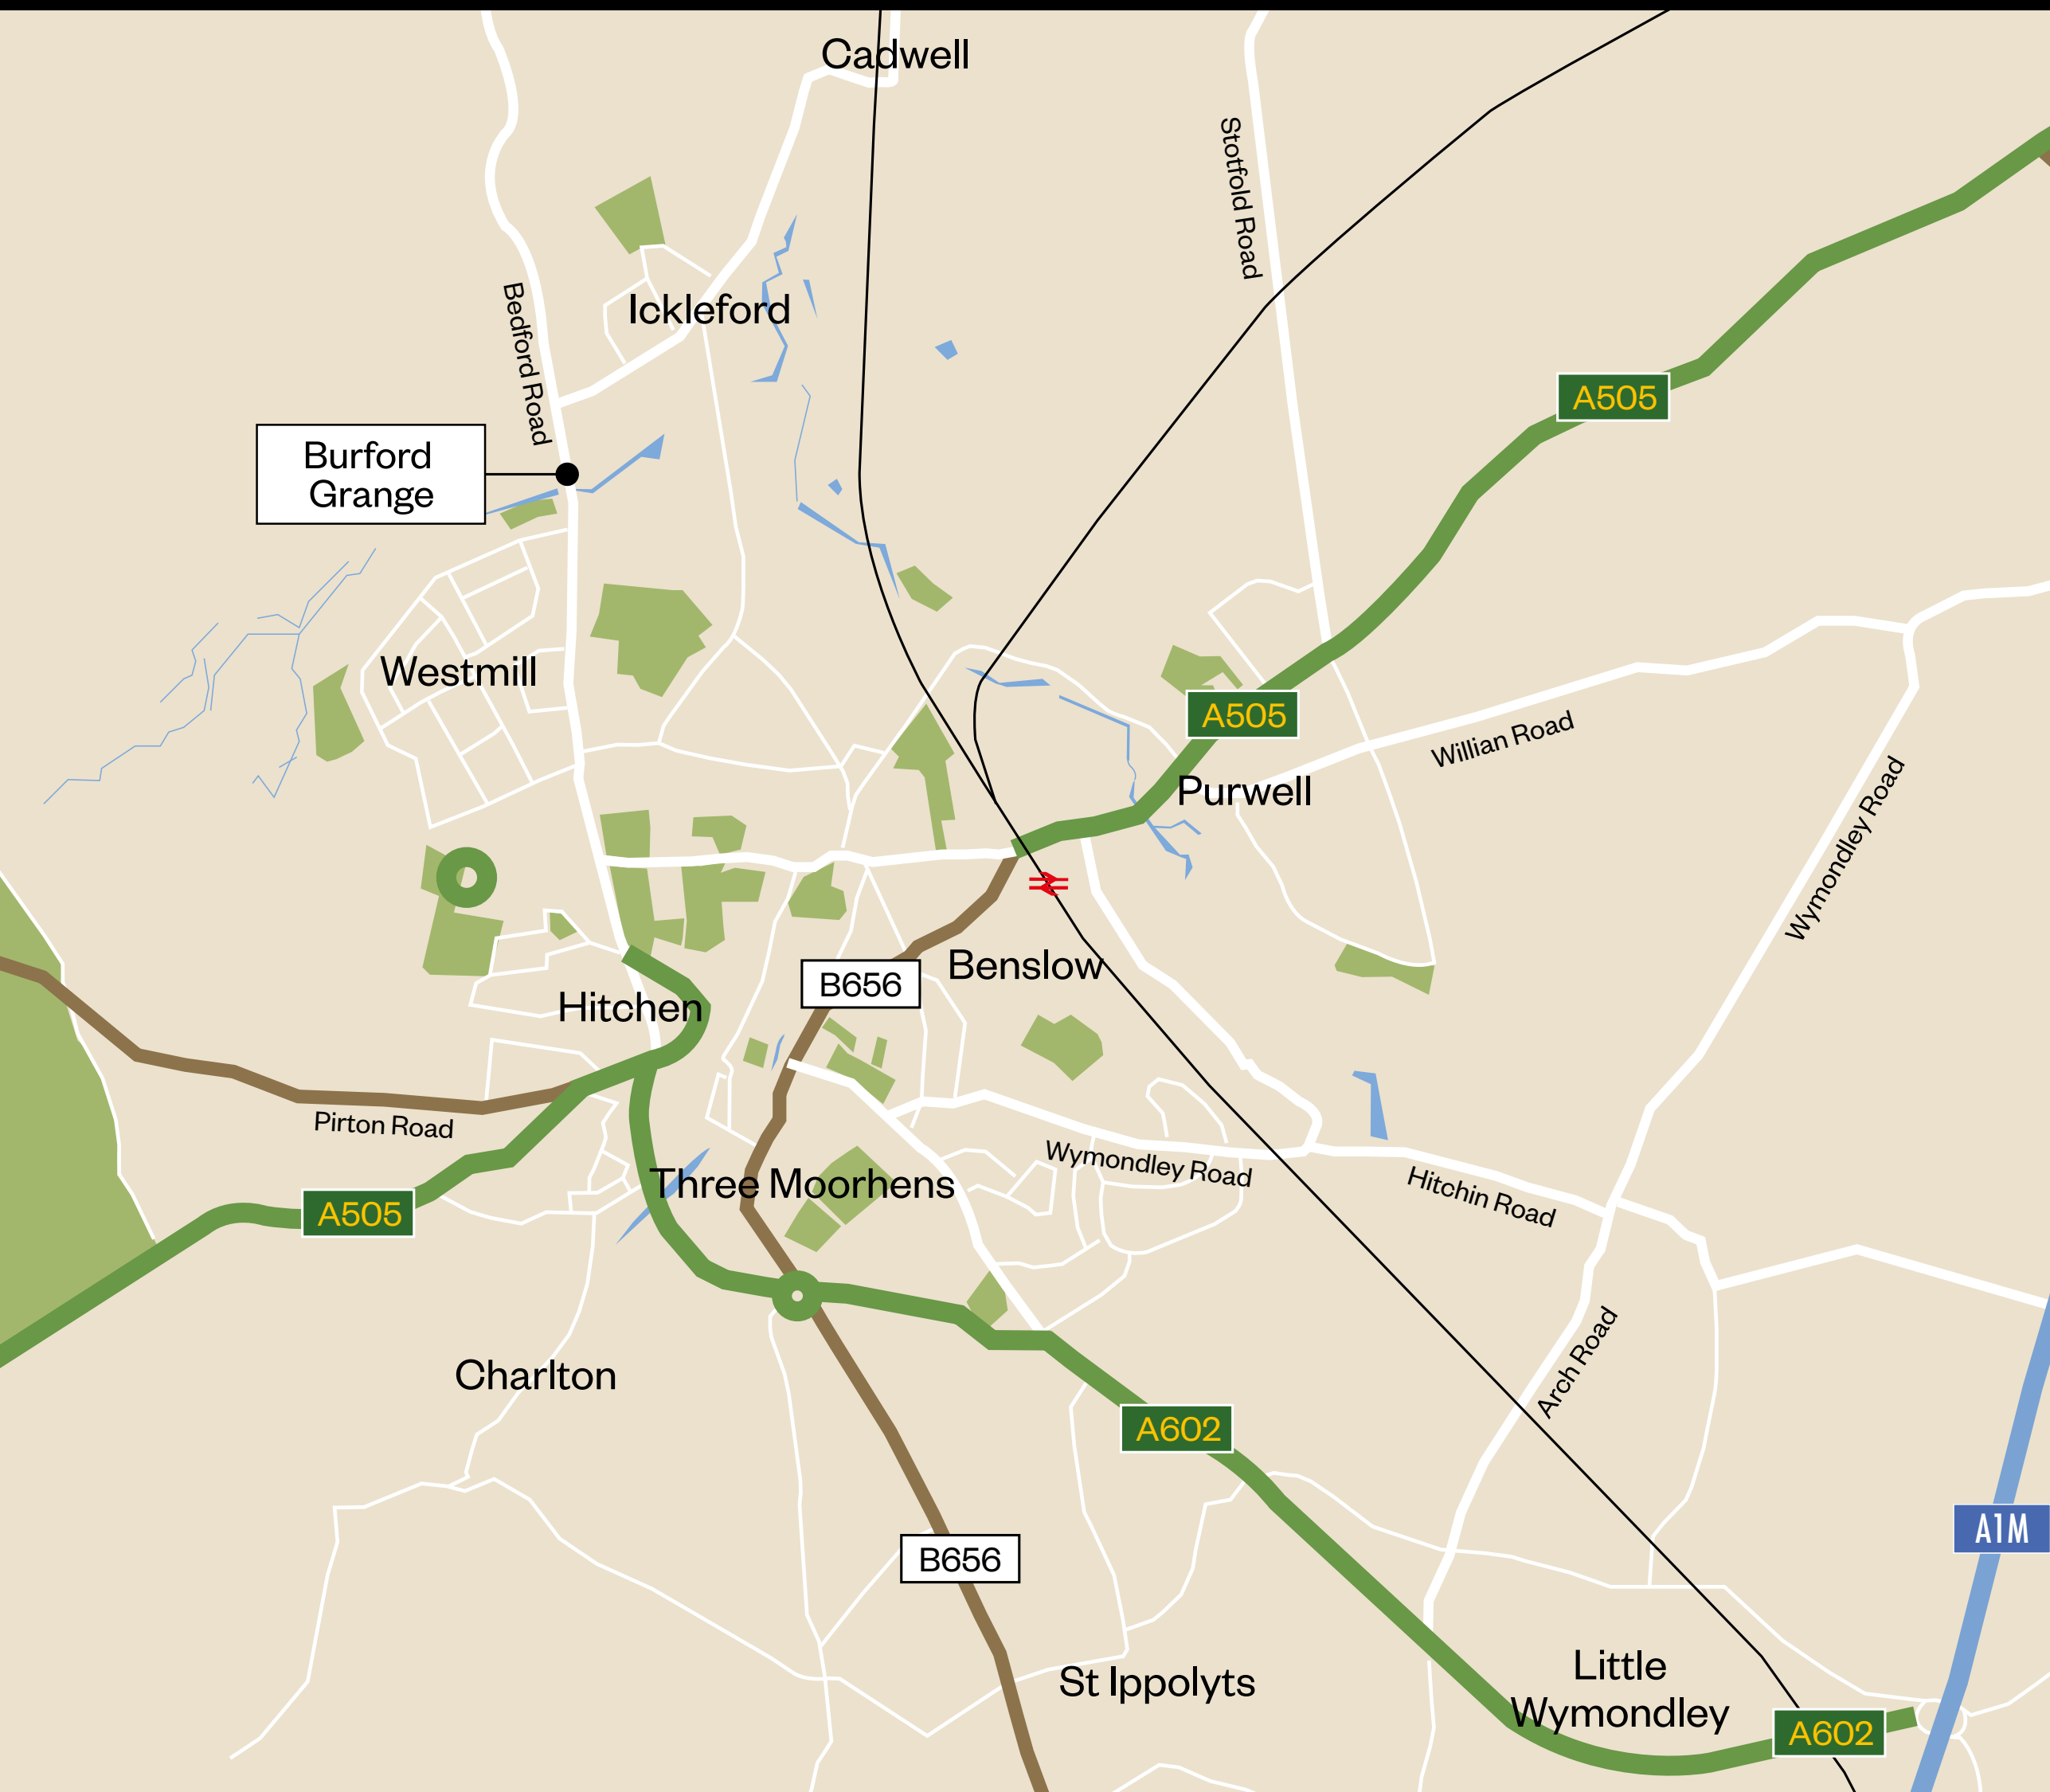 Cadwell
Stotfold Road
Ickleford
Bedford Road
A505
Burford
Grange
Westmill
A505
Willian Road
Purwell
Wymondley Road
Benslow
B656
Hitchen
Pirton Road
Wymondley Road
Three Moorhens
Hitchin Road
A505
Arch Road
Charlton
A602
A1M
B656
Little
Wymondley
St Ippolyts
A602